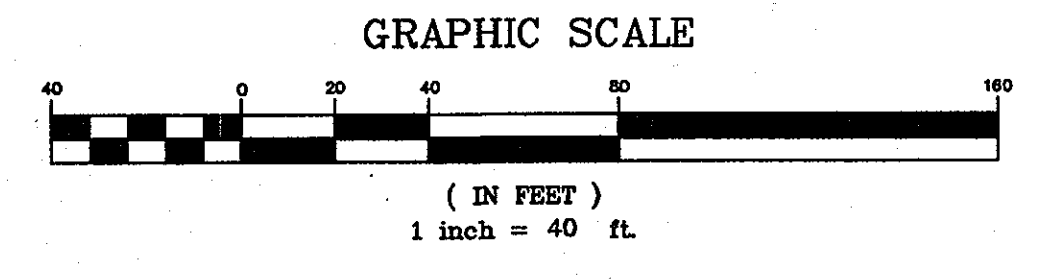 GRAPHIC SCALE
40 0 20 40 80 160
( IN FEET )
1 inch = 40 ft.